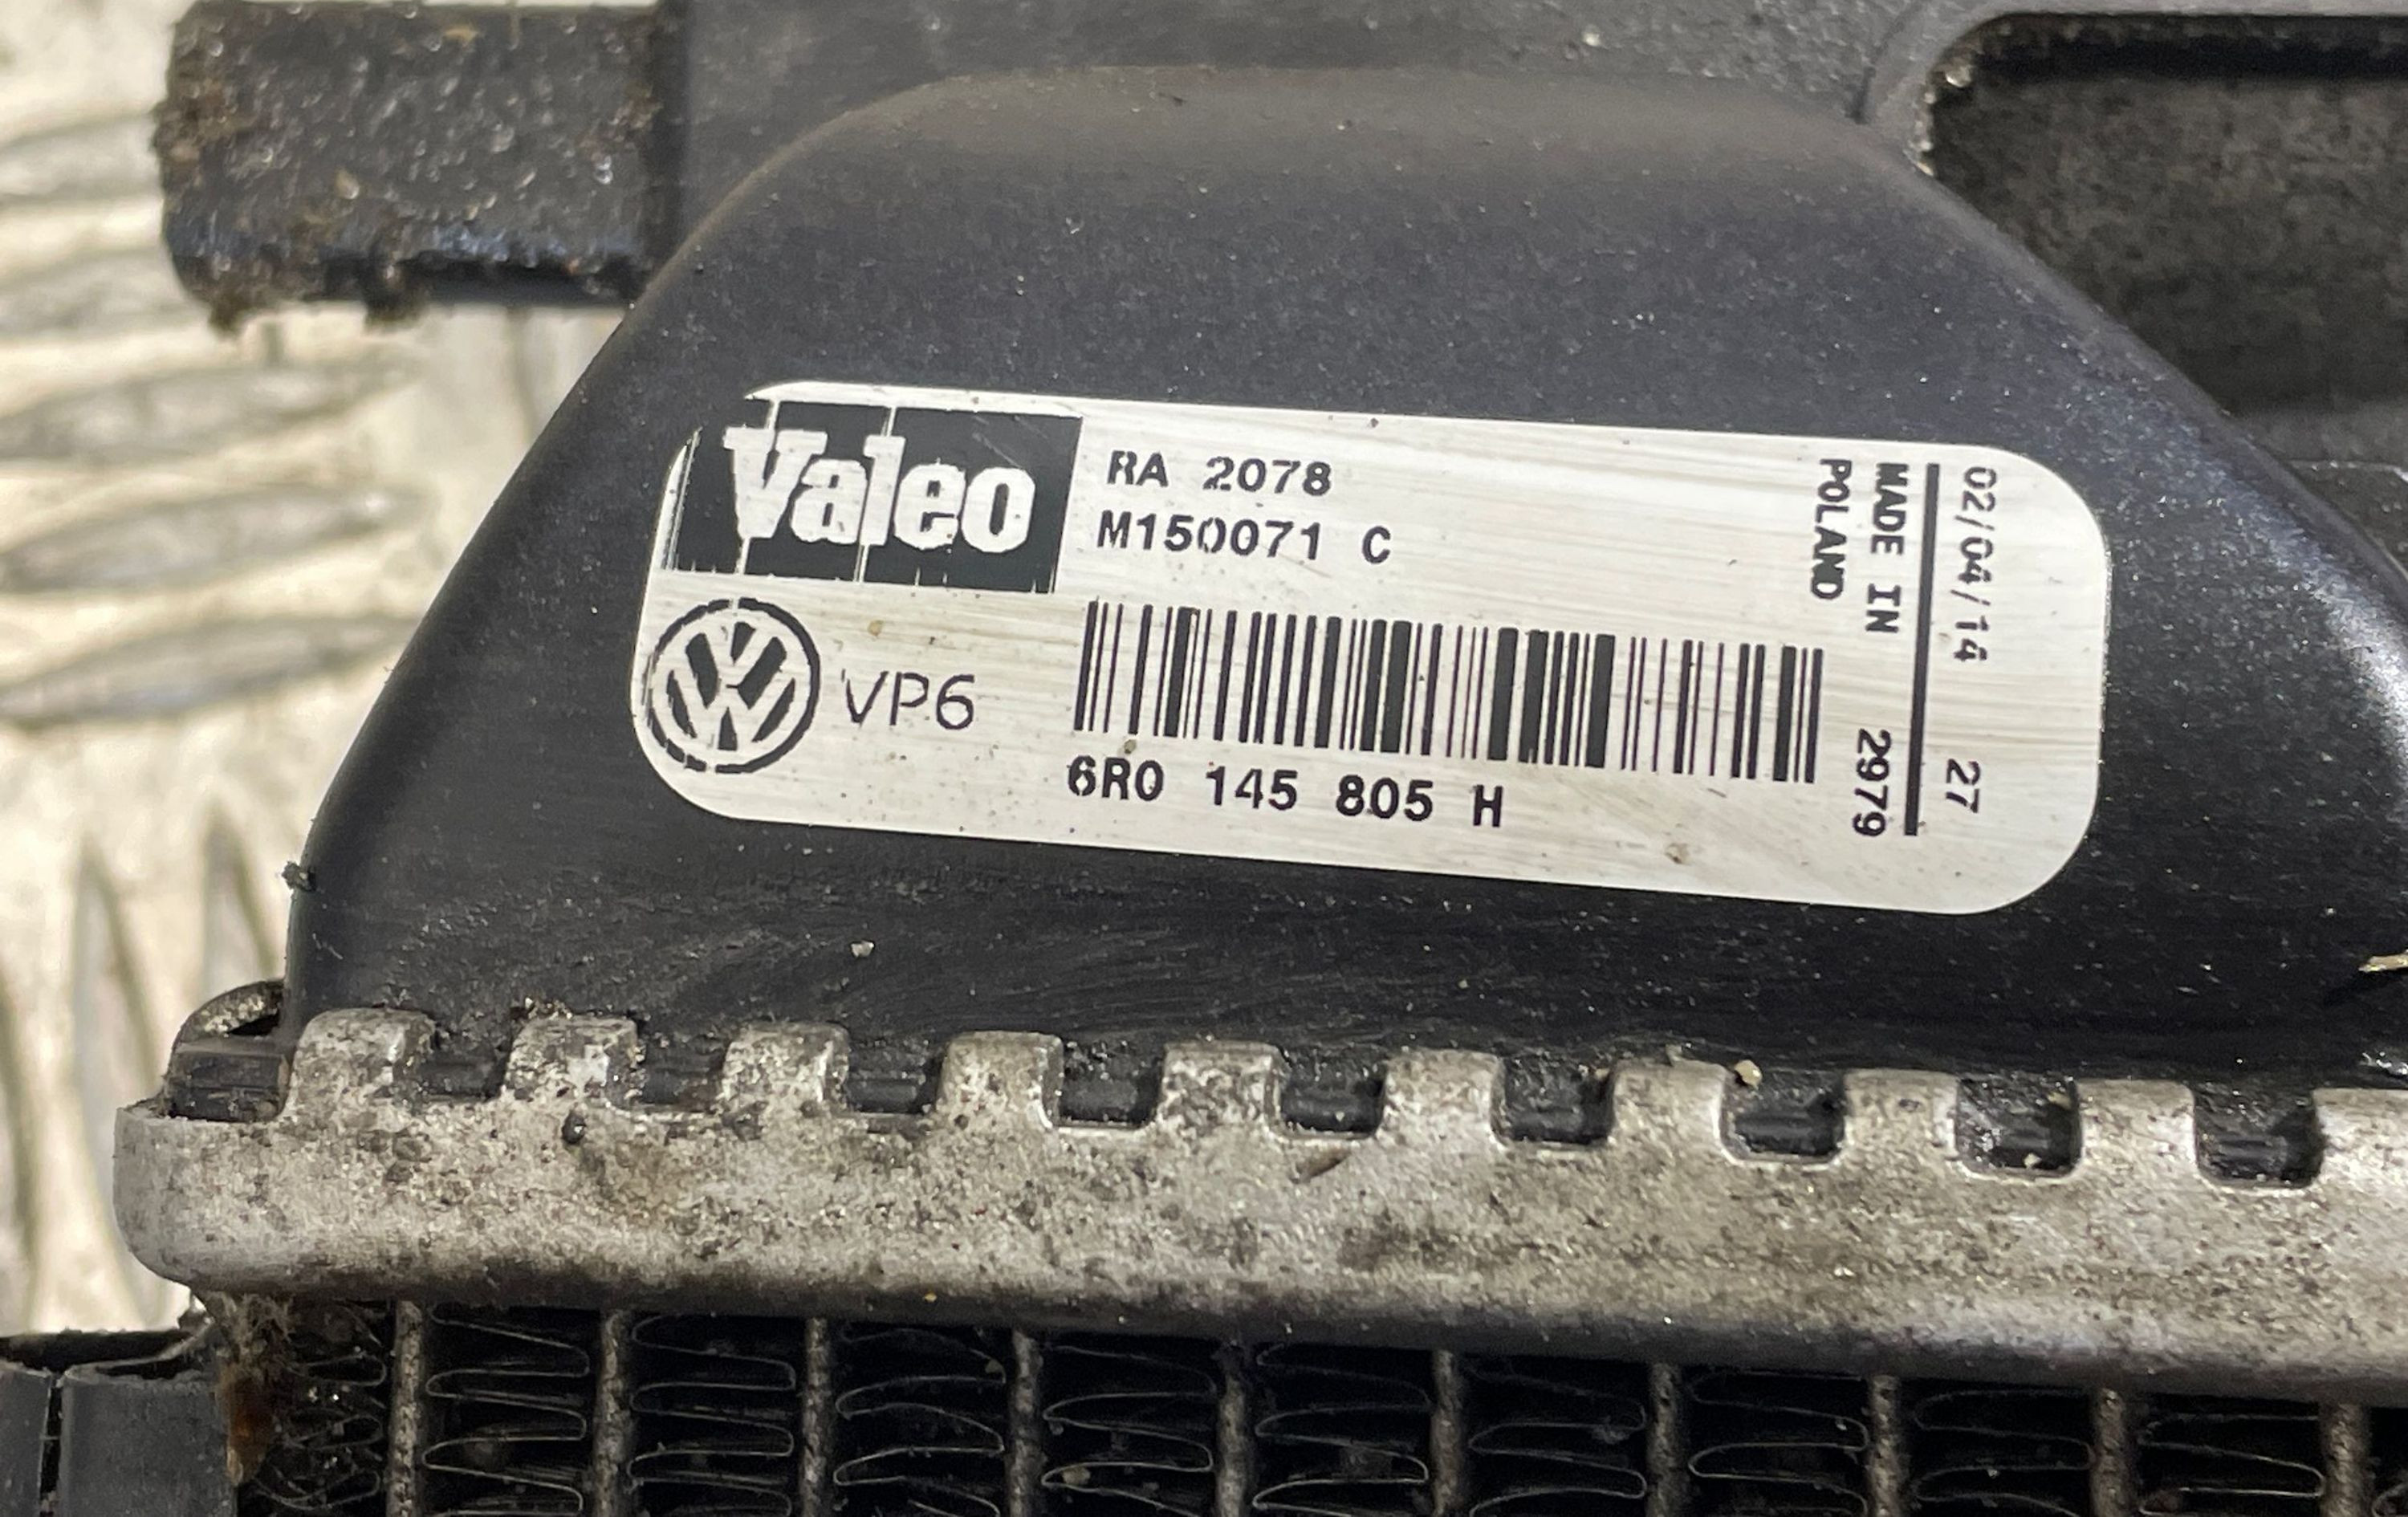 Valeo
RA 2078
M150071 C
VP6
6R0 145 805 H
02/04/14 27
MADE IN 2979
POLAND